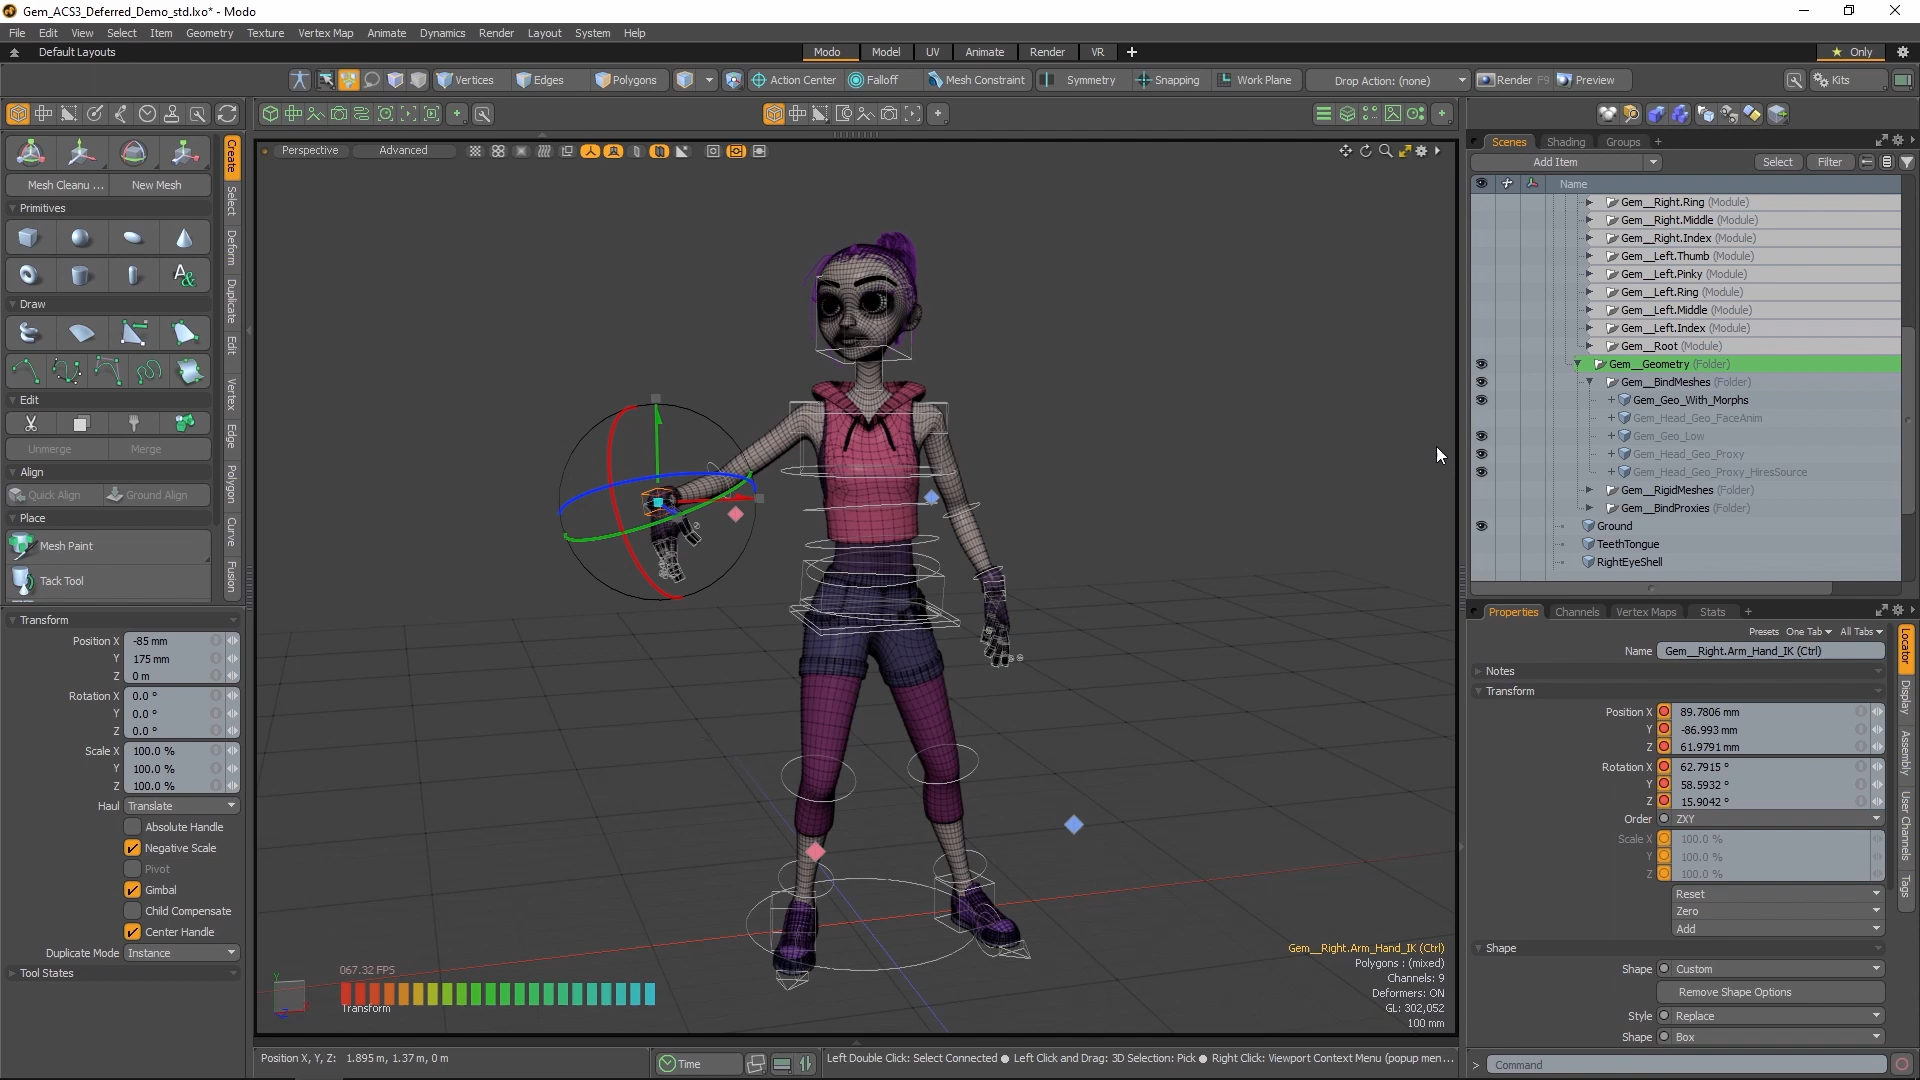 Gem_ACS3_Deferred_Demo_std.lxo* - Modo
File Edit View Select Item Geometry Texture Vertex Map Animate Dynamics Render Layout System Help
Default Layouts
Modo Model UV Animate Render VR
Only
Vertices Edges Polygons Action Center Falloff Mesh Constraint Symmetry Snapping Work Plane Drop Action: (none) Render F9 Preview Kits
Mesh Cleanu ... New Mesh
Primitives
Draw
Edit
Unmerge Merge
Align
Quick Align Ground Align
Place
Mesh Paint
Tack Tool
Create
Select
Deform
Duplicate
Edit
Vertex
Edge
Polygon
Curve
Fusion
Transform
Position X -85 mm
Y 175 mm
Z 0 m
Rotation X 0.0 °
Y 0.0 °
Z 0.0 °
Scale X 100.0 %
Y 100.0 %
Z 100.0 %
Haul Translate
Absolute Handle
Negative Scale
Pivot
Gimbal
Child Compensate
Center Handle
Duplicate Mode Instance
Tool States
Perspective Advanced
067.32 FPS
Transform
Gem__Right.Arm_Hand_IK (Ctrl)
Polygons : (mixed)
Channels: 9
Deformers: ON
GL: 302,052
100 mm
Y
Z
Position X, Y, Z: 1.895 m, 1.37 m, 0 m
Time
Left Double Click: Select Connected ● Left Click and Drag: 3D Selection: Pick ● Right Click: Viewport Context Menu (popup men...
Scenes Shading Groups +
Add Item Select Filter
Name
Gem__Right.Ring (Module)
Gem__Right.Middle (Module)
Gem__Right.Index (Module)
Gem__Left.Thumb (Module)
Gem__Left.Pinky (Module)
Gem__Left.Ring (Module)
Gem__Left.Middle (Module)
Gem__Left.Index (Module)
Gem__Root (Module)
Gem__Geometry (Folder)
Gem__BindMeshes (Folder)
Gem_Geo_With_Morphs
Gem_Head_Geo_FaceAnim
Gem_Geo_Low
Gem_Head_Geo_Proxy
Gem_Head_Geo_Proxy_HiresSource
Gem__RigidMeshes (Folder)
Gem__BindProxies (Folder)
Ground
TeethTongue
RightEyeShell
Properties Channels Vertex Maps Stats +
Presets One Tab All Tabs
Name Gem__Right.Arm_Hand_IK (Ctrl)
Notes
Transform
Position X 89.7806 mm
Y -86.993 mm
Z 61.9791 mm
Rotation X 62.7915 °
Y 58.5932 °
Z 15.9042 °
Order ZXY
Scale X 100.0 %
Y 100.0 %
Z 100.0 %
Reset
Zero
Add
Shape
Shape Custom
Remove Shape Options
Style Replace
Shape Box
Locator
Display
Assembly
User Channels
Tags
> Command